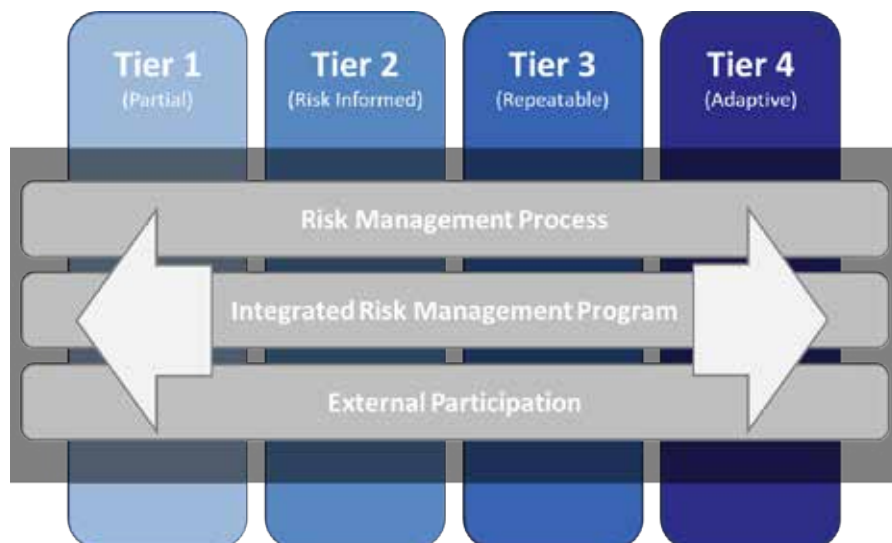 Tier 1
(Partial)
Tier 2
(Risk Informed)
Tier 3
(Repeatable)
Tier 4
(Adaptive)
Risk Management Process
Integrated Risk Management Program
External Participation